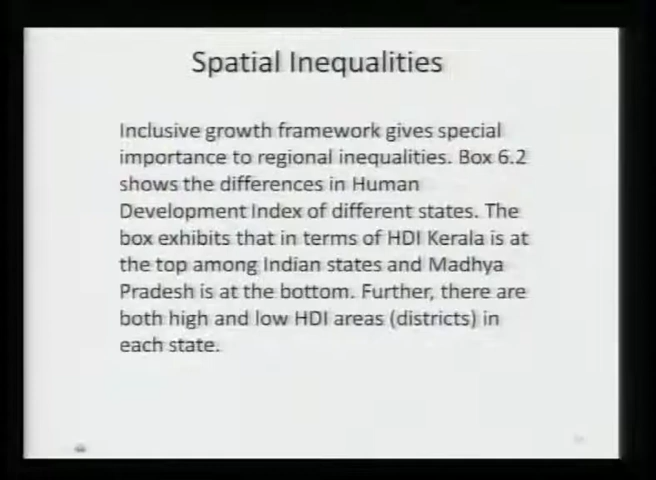 Spatial Inequalities
Inclusive growth framework gives special
importance to regional inequalities. Box 6.2
shows the differences in Human
Development Index of different states. The
box exhibits that in terms of HDI Kerala is at
the top among Indian states and Madhya
Pradesh is at the bottom. Further, there are
both high and low HDI areas (districts) in
each state.